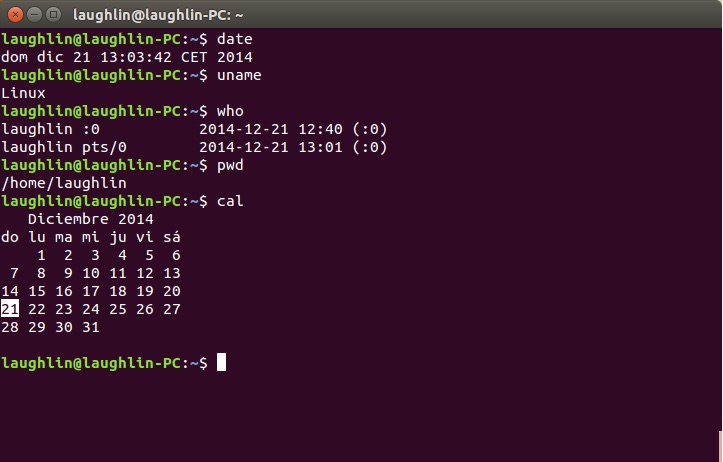 laughlin@laughlin-PC: ~
laughlin@laughlin-PC:~$ date
dom dic 21 13:03:42 CET 2014
laughlin@laughlin-PC:~$ uname
Linux
laughlin@laughlin-PC:~$ who
laughlin :0           2014-12-21 12:40 (:0)
laughlin pts/0        2014-12-21 13:01 (:0)
laughlin@laughlin-PC:~$ pwd
/home/laughlin
laughlin@laughlin-PC:~$ cal
   Diciembre 2014
do lu ma mi ju vi sá
    1  2  3  4  5  6
 7  8  9 10 11 12 13
14 15 16 17 18 19 20
21 22 23 24 25 26 27
28 29 30 31
laughlin@laughlin-PC:~$